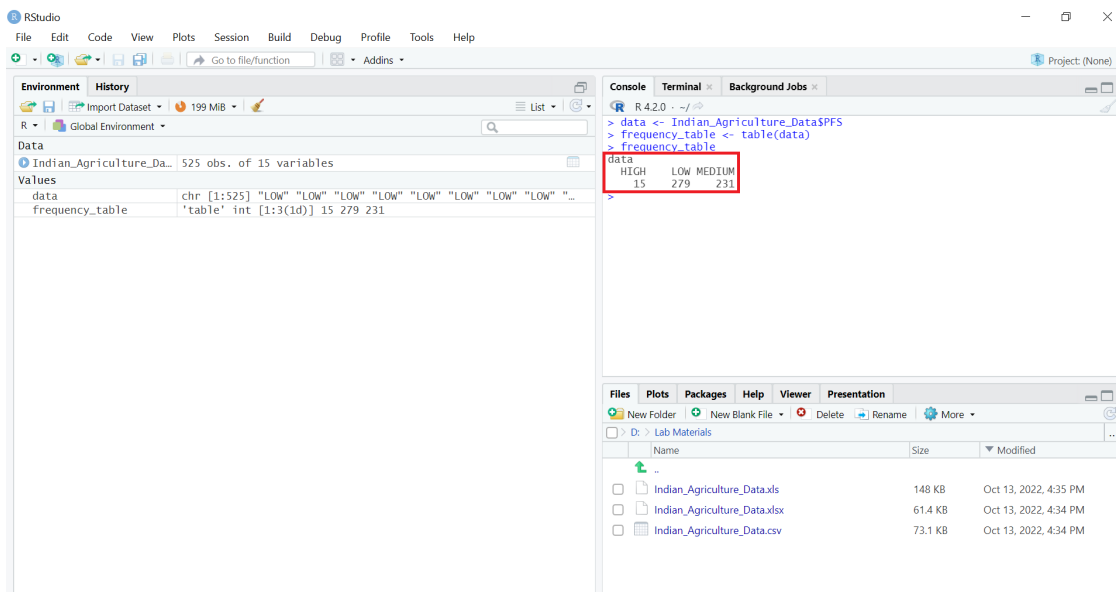 RStudio
File Edit Code View Plots Session Build Debug Profile Tools Help
Go to file/function Addins Project: (None)
Environment History
Import Dataset 199 MiB List
R Global Environment
Data
Indian_Agriculture_Da… 525 obs. of 15 variables
Values
data chr [1:525] "LOW" "LOW" "LOW" "LOW" "LOW" "LOW" "LOW" "LOW" "…
frequency_table 'table' int [1:3(1d)] 15 279 231
Console Terminal Background Jobs
R 4.2.0 · ~/
> data <- Indian_Agriculture_Data$PFS
> frequency_table <- table(data)
> frequency_table
data
HIGH LOW MEDIUM
15 279 231
>
Files Plots Packages Help Viewer Presentation
New Folder New Blank File Delete Rename More
D: Lab Materials ...
Name Size Modified
..
Indian_Agriculture_Data.xls 148 KB Oct 13, 2022, 4:35 PM
Indian_Agriculture_Data.xlsx 61.4 KB Oct 13, 2022, 4:34 PM
Indian_Agriculture_Data.csv 73.1 KB Oct 13, 2022, 4:34 PM